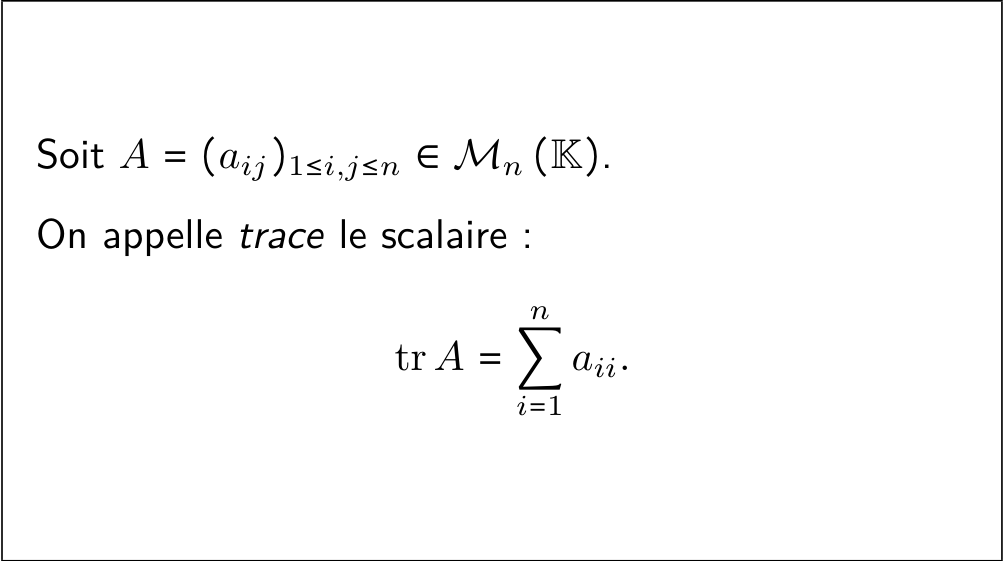 Soit $A = (a_{ij})_{1 \leq i,j \leq n} \in \mathcal{M}_n (\mathbb{K})$.
On appelle trace le scalaire :
$\operatorname{tr} A = \sum_{i=1}^{n} a_{ii}.$